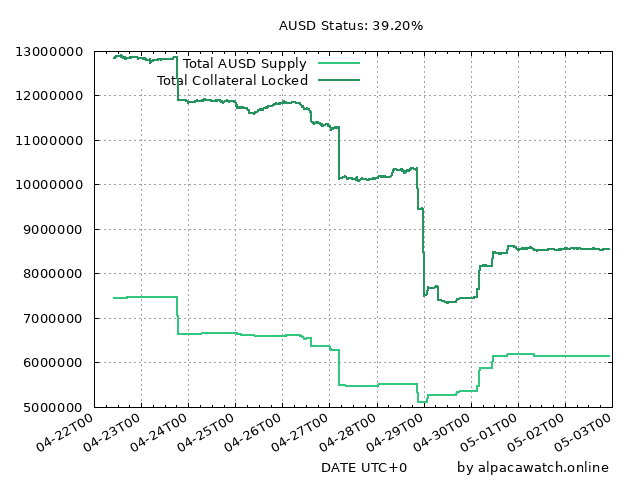 AUSD Status: 39.20%
13000000
12000000
11000000
10000000
9000000
8000000
7000000
6000000
5000000
Total AUSD Supply
Total Collateral Locked
04-22T00
04-23T00
04-24T00
04-25T00
04-26T00
04-27T00
04-28T00
04-29T00
04-30T00
05-01T00
05-02T00
05-03T00
DATE UTC+0
by alpacawatch.online